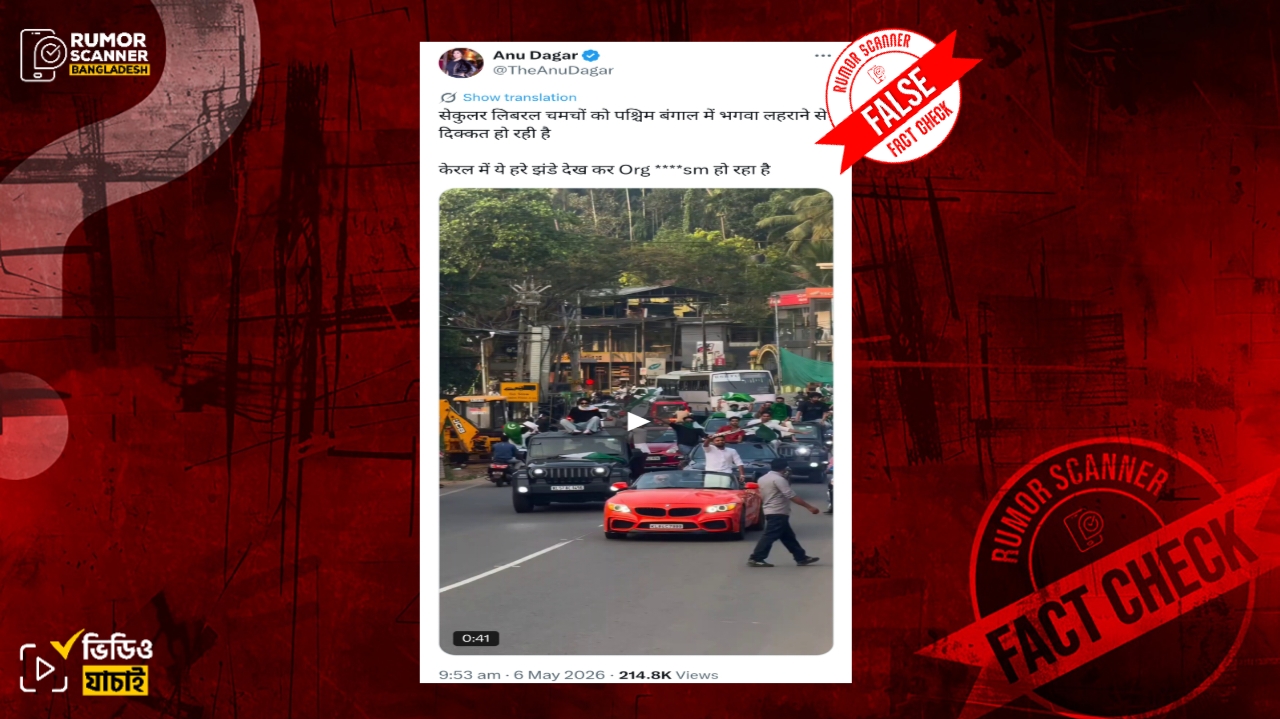 RUMOR
SCANNER
BANGLADESH
Anu Dagar
@TheAnuDagar
Show translation
सेकुलर लिबरल चमचों को पश्चिम बंगाल में भगवा लहराने से
दिक्कत हो रही है
केरल में ये हरे झंडे देख कर Org ****sm हो रहा है
0:41
9:53 am · 6 May 2026 · 214.8K Views
RUMOR SCANNER
FALSE
FACT CHECK
RUMOR SCANNER
FACT CHECK
ভিডিও
যাচাই